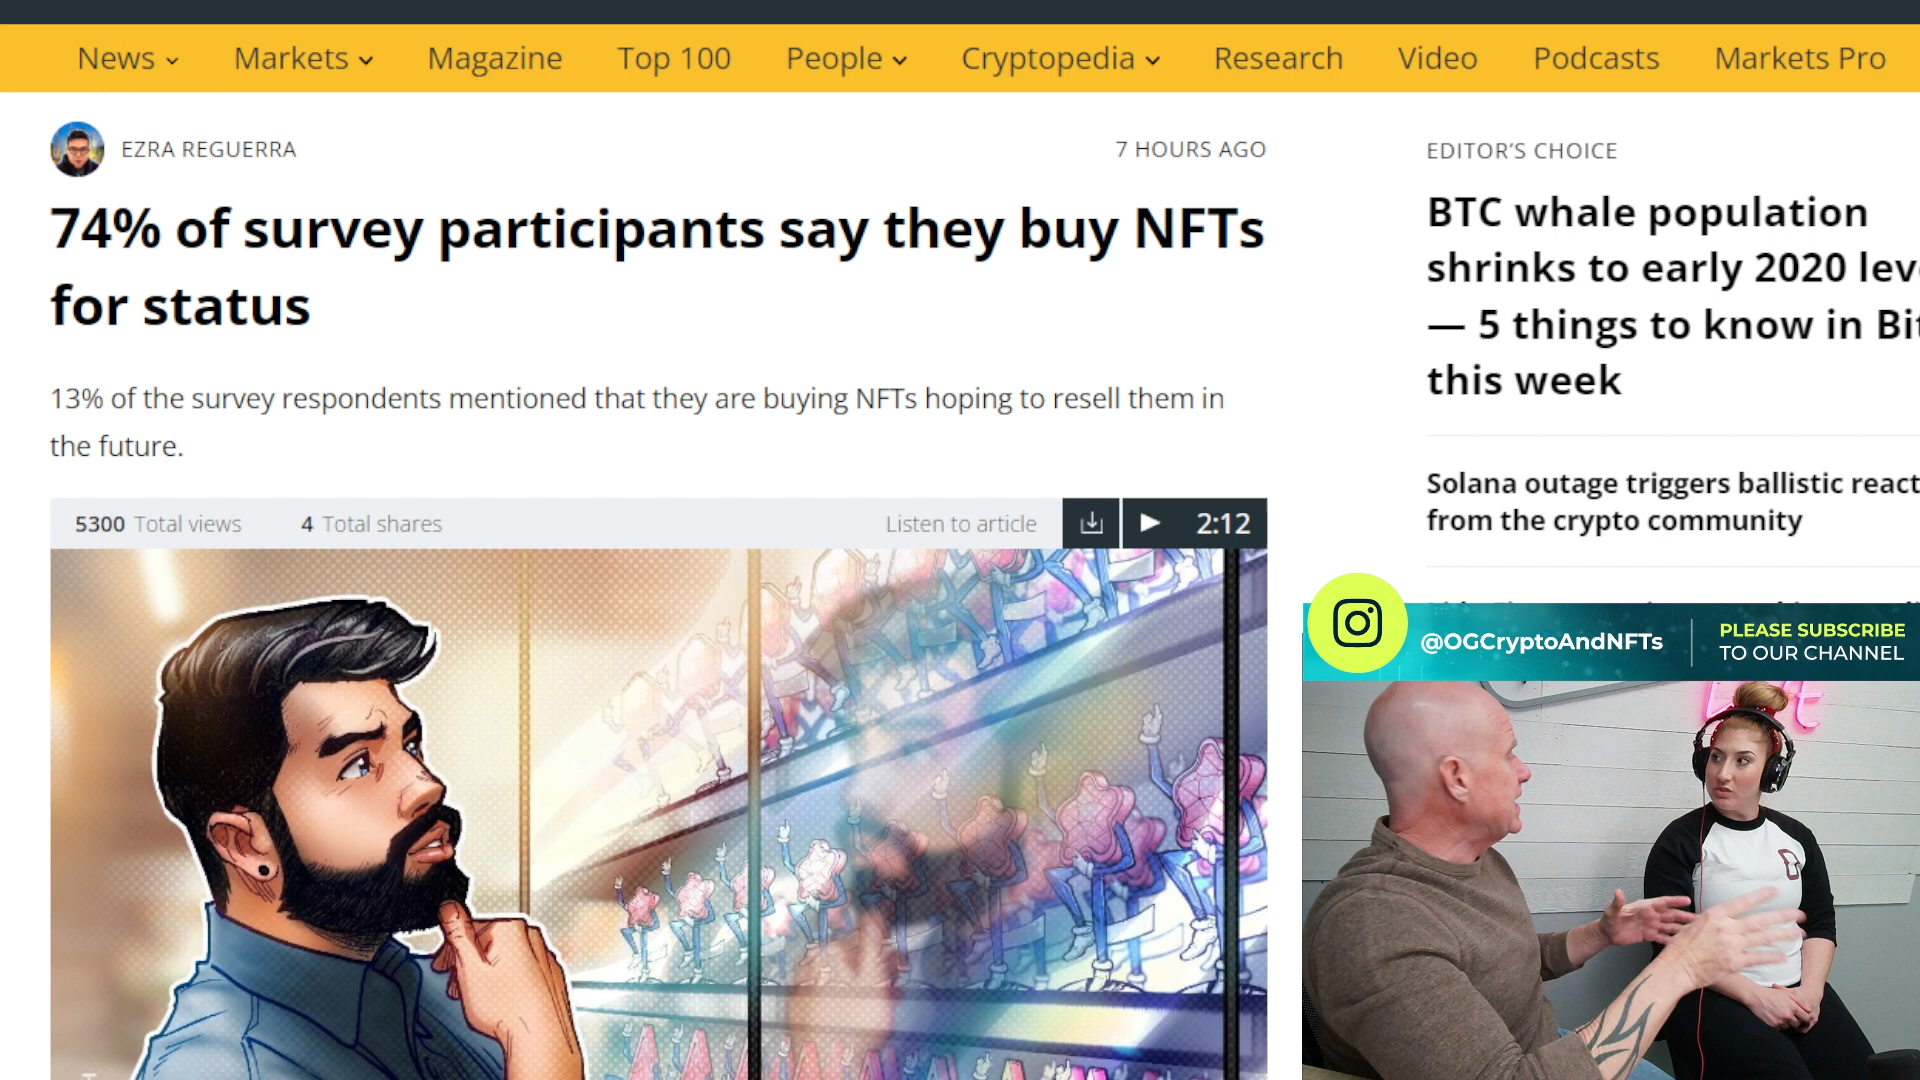 News Markets Magazine Top 100 People Cryptopedia Research Video Podcasts Markets Pro
EZRA REGUERRA
7 HOURS AGO
74% of survey participants say they buy NFTs
for status
13% of the survey respondents mentioned that they are buying NFTs hoping to resell them in
the future.
5300 Total views 4 Total shares
Listen to article
2:12
EDITOR'S CHOICE
BTC whale population
shrinks to early 2020
— 5 things to know in
this week
Solana outage triggers ballistic
from the crypto community
@OGCryptoAndNFTs
PLEASE SUBSCRIBE
TO OUR CHANNEL